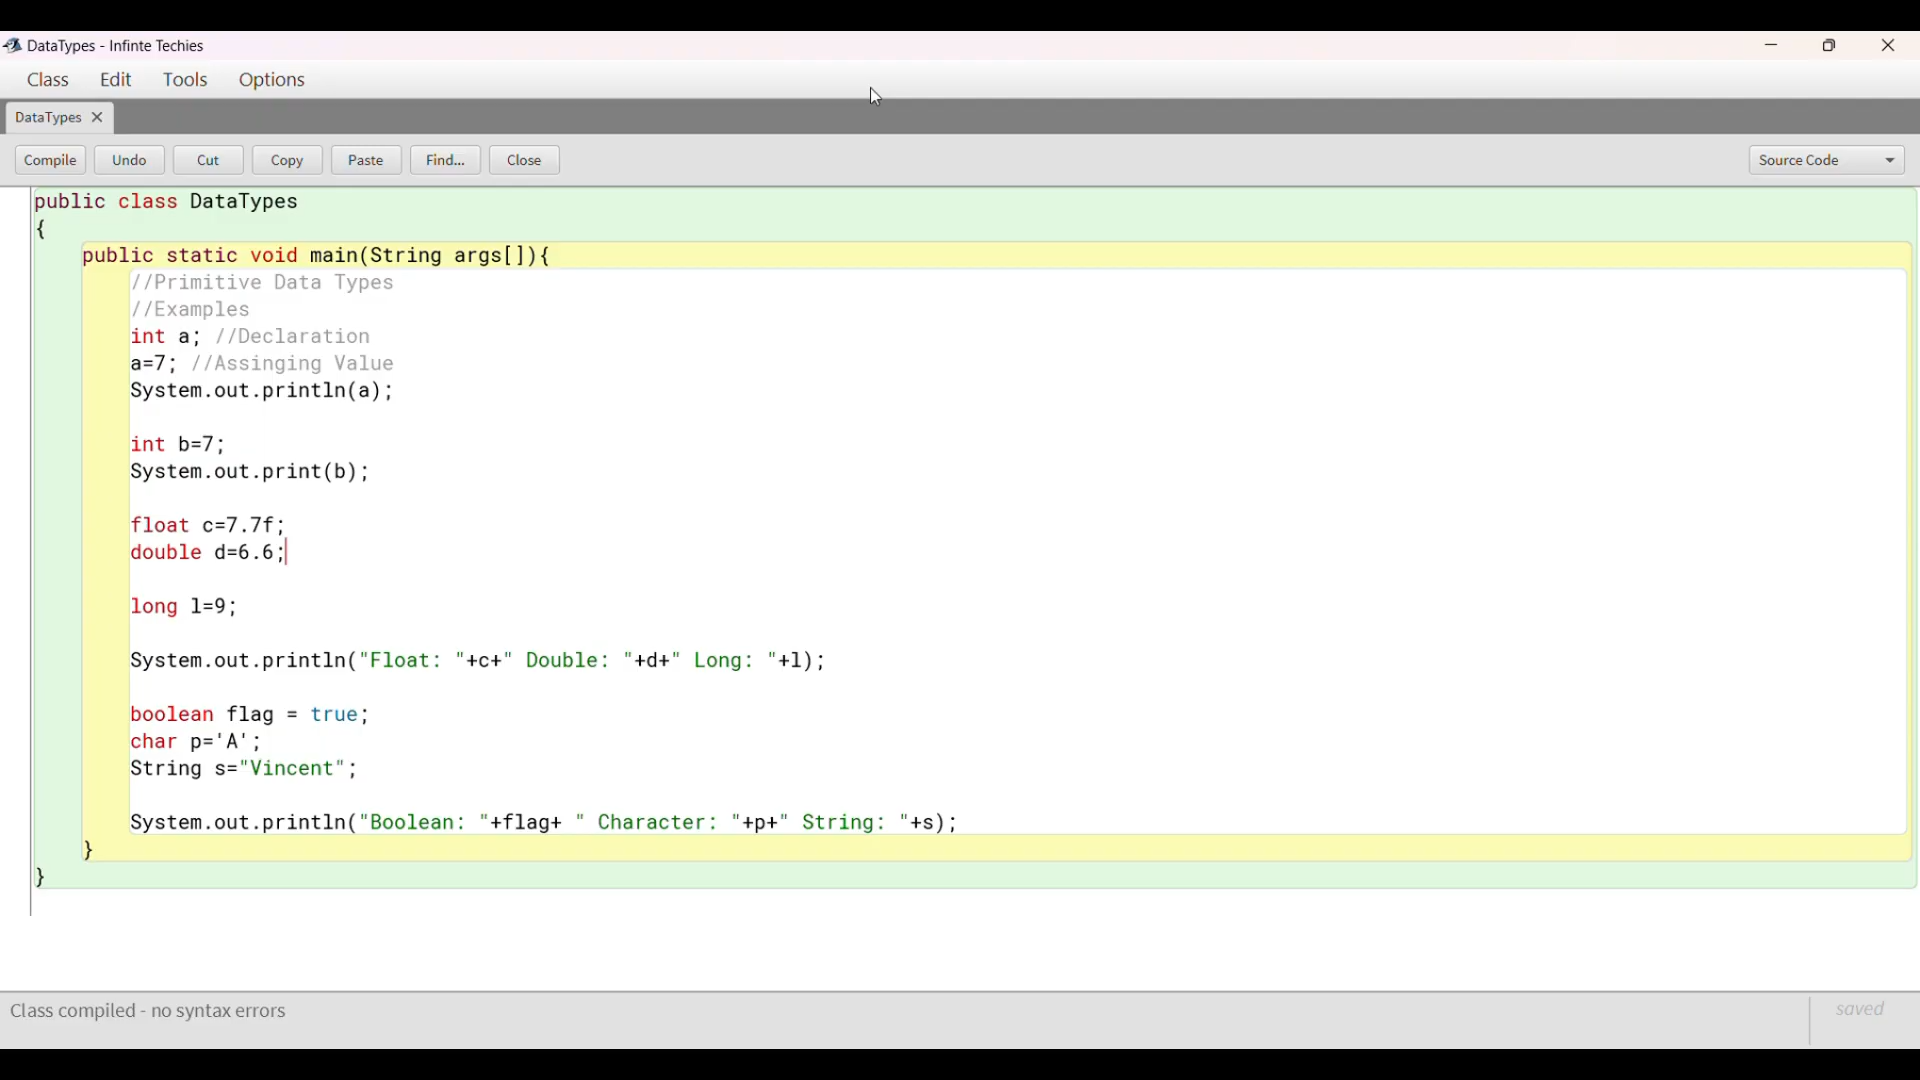 DataTypes - Infinte Techies
Class Edit Tools Options
DataTypes
Compile Undo Cut Copy Paste Find... Close Source Code
public class DataTypes
{
public static void main(String args[]){
//Primitive Data Types
//Examples
int a; //Declaration
a=7; //Assinging Value
System.out.println(a);
int b=7;
System.out.print(b);
float c=7.7f;
double d=6.6;
long l=9;
System.out.println("Float: "+c+" Double: "+d+" Long: "+l);
boolean flag = true;
char p='A';
String s="Vincent";
System.out.println("Boolean: "+flag+ " Character: "+p+" String: "+s);
}
}
Class compiled - no syntax errors
saved